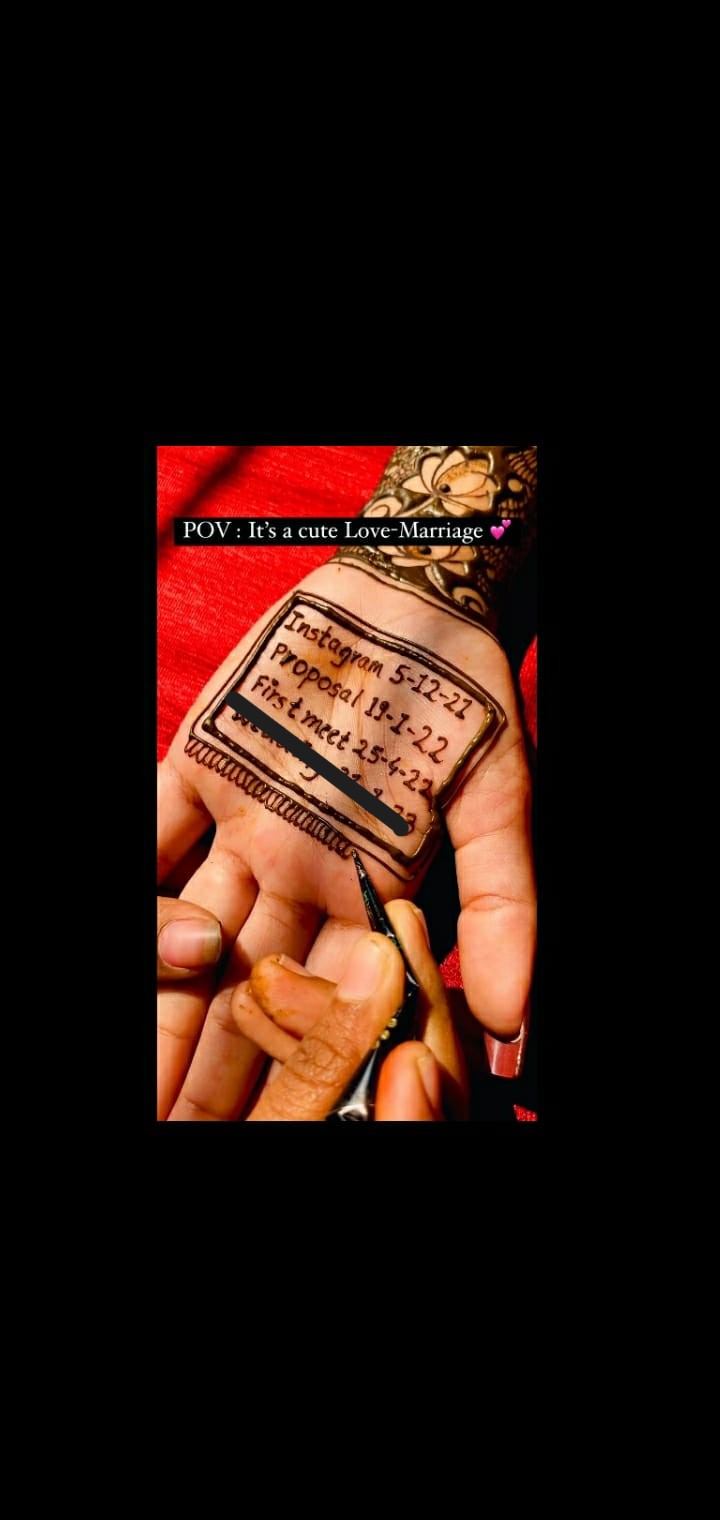 POV : It's a cute Love-Marriage 💕
Instagram 5-12-21
Proposal 19-1-22
First meet 25-4-22